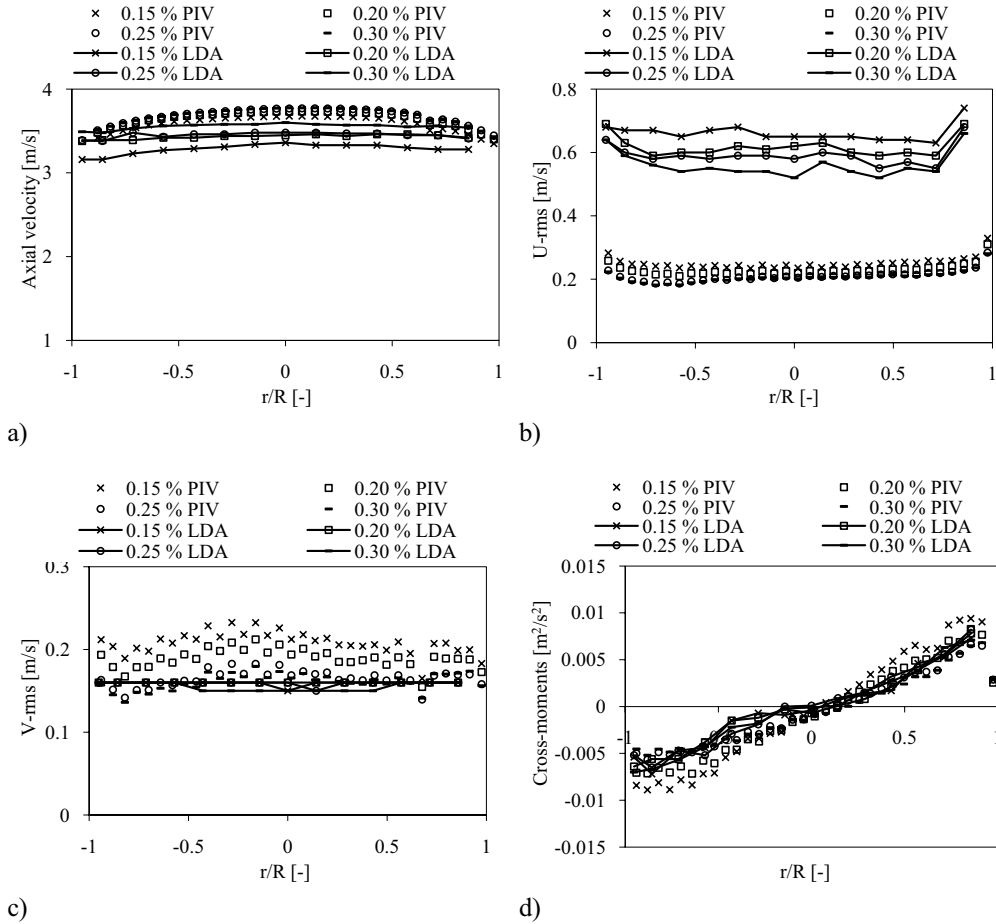 0.15 % PIV 0.20 % PIV
0.25 % PIV 0.30 % PIV
0.15 % LDA 0.20 % LDA
0.25 % LDA 0.30 % LDA
4
3
2
1
-1 -0.5 0 0.5 1
Axial velocity [m/s]
r/R [-]
a)
0.15 % PIV 0.20 % PIV
0.25 % PIV 0.30 % PIV
0.15 % LDA 0.20 % LDA
0.25 % LDA 0.30 % LDA
0.8
0.6
0.4
0.2
0
-1 -0.5 0 0.5 1
U-rms [m/s]
r/R [-]
b)
0.15 % PIV 0.20 % PIV
0.25 % PIV 0.30 % PIV
0.15 % LDA 0.20 % LDA
0.25 % LDA 0.30 % LDA
0.3
0.2
0.1
0
-1 -0.5 0 0.5 1
V-rms [m/s]
r/R [-]
c)
0.15 % PIV 0.20 % PIV
0.25 % PIV 0.30 % PIV
0.15 % LDA 0.20 % LDA
0.25 % LDA 0.30 % LDA
0.015
0.01
0.005
0
-0.005
-0.01
-0.015
-1 -0.5 0 0.5 1
Cross-moments [m²/s²]
r/R [-]
d)